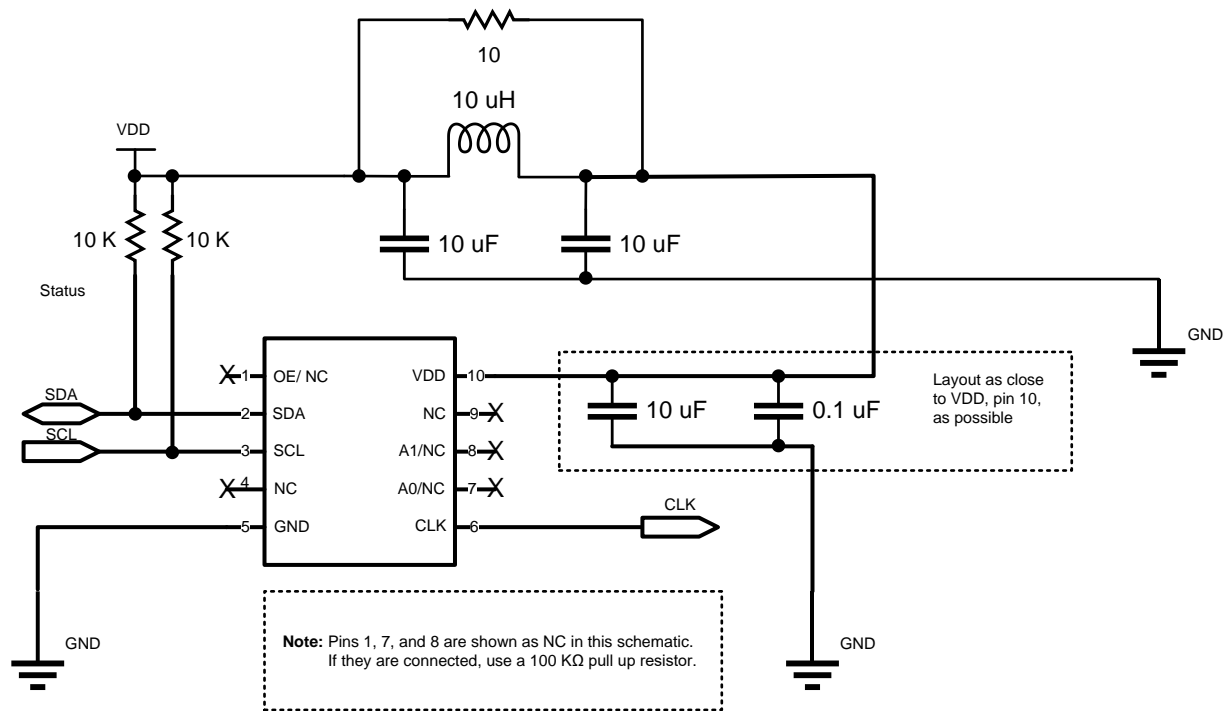 10
10 uH
VDD
10 K
10 K
10 uF
10 uF
Status
GND
1
OE/ NC
VDD
10
Layout as close
to VDD, pin 10,
as possible
SDA
2
SDA
NC
9
10 uF
0.1 uF
SCL
3
SCL
A1/NC
8
4
NC
A0/NC
7
5
GND
CLK
6
CLK
Note: Pins 1, 7, and 8 are shown as NC in this schematic.
If they are connected, use a 100 KΩ pull up resistor.
GND
GND